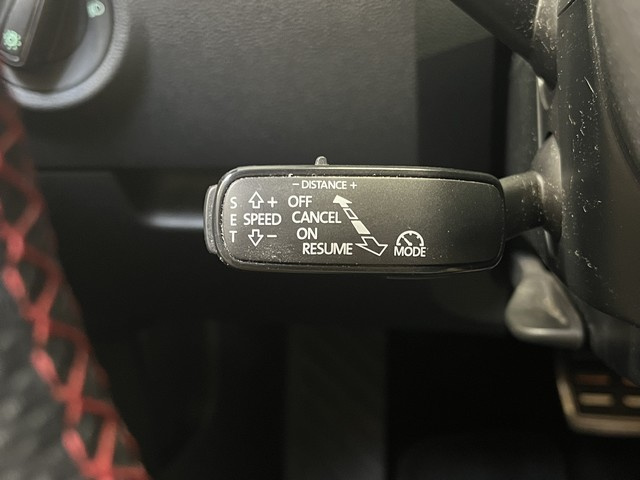 - DISTANCE +
S + OFF
E SPEED CANCEL
T - ON
RESUME
MODE